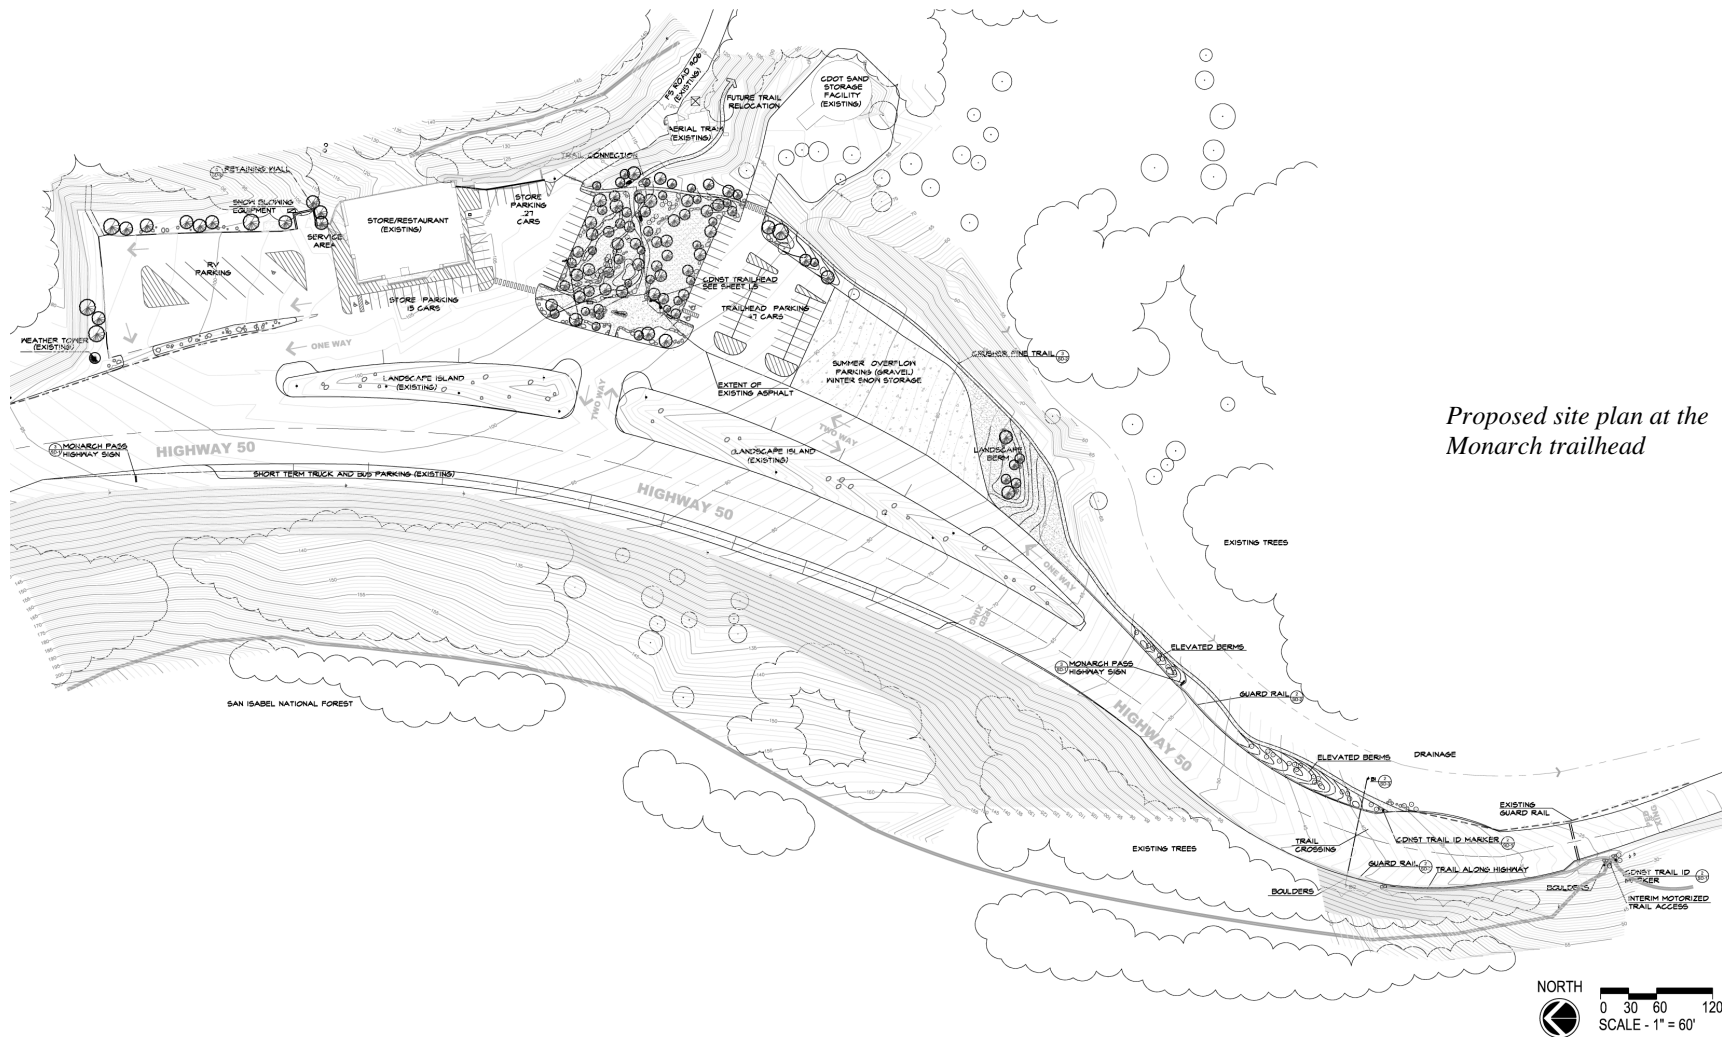 FS ROAD 906
(EXISTING)
FUTURE TRAIL
RELOCATION
CDOT SAND
STORAGE
FACILITY
(EXISTING)
AERIAL TRAM
(EXISTING)
TRAIL CONNECTION
RETAINING WALL
SNOW BLOWING
EQUIPMENT
SERVICE
AREA
STORE/RESTAURANT
(EXISTING)
STORE
PARKING
27
CARS
RV
PARKING
STORE PARKING
15 CARS
CDNST TRAILHEAD
SEE SHEET L5
TRAILHEAD PARKING
47 CARS
WEATHER TOWER
(EXISTING)
ONE WAY
LANDSCAPE ISLAND
(EXISTING)
TWO WAY
EXTENT OF
EXISTING ASPHALT
SUMMER OVERFLOW
PARKING (GRAVEL)
WINTER SNOW STORAGE
CRUSHER FINE TRAIL
Proposed site plan at the
Monarch trailhead
MONARCH PASS
HIGHWAY SIGN
HIGHWAY 50
SHORT TERM TRUCK AND BUS PARKING (EXISTING)
TWO WAY
LANDSCAPE ISLAND
(EXISTING)
LANDSCAPE
BERM
HIGHWAY 50
EXISTING TREES
ONE WAY
PED
XING
ELEVATED BERMS
MONARCH PASS
HIGHWAY SIGN
GUARD RAIL
SAN ISABEL NATIONAL FOREST
HIGHWAY 50
ELEVATED BERMS
DRAINAGE
EXISTING
GUARD RAIL
PED
XING
TRAIL
CROSSING
CDNST TRAIL ID MARKER
EXISTING TREES
GUARD RAIL
TRAIL ALONG HIGHWAY
BOULDERS
BOULDERS
CDNST TRAIL ID
MARKER
INTERIM MOTORIZED
TRAIL ACCESS
NORTH
0 30 60 120
SCALE - 1" = 60'